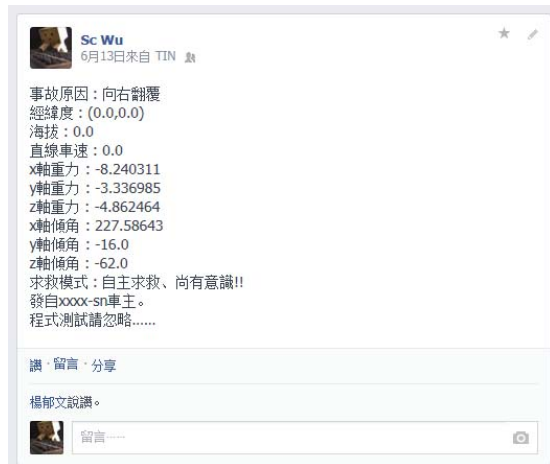 Sc Wu
6月13日來自 TIN
事故原因：向右翻覆
經緯度：(0.0,0.0)
海拔：0.0
直線車速：0.0
x軸重力：-8.240311
y軸重力：-3.336985
z軸重力：-4.862464
x軸傾角：227.58643
y軸傾角：-16.0
z軸傾角：-62.0
求救模式：自主求救、尚有意識!!
發自xxxx-sn車主。
程式測試請忽略......
讚 · 留言 · 分享
楊郁文說讚。
留言......